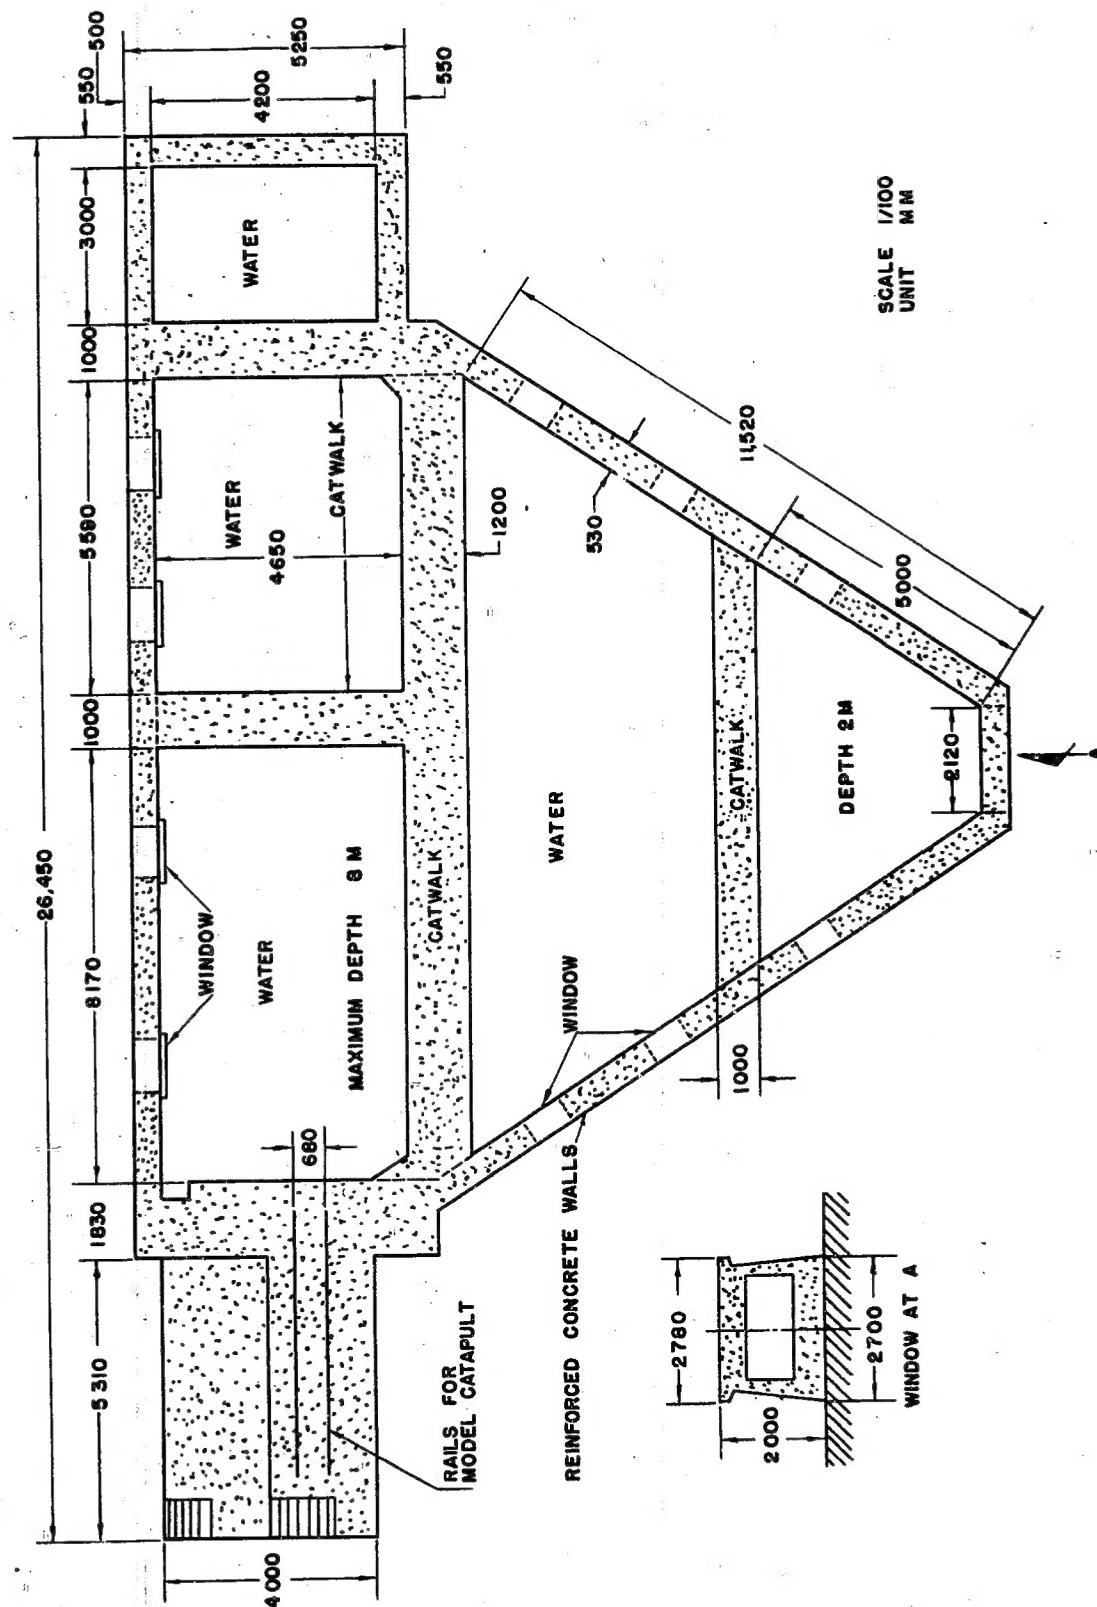 26,450
5310
1830
8170
1000
5590
1000
3000
550
500
5250
4200
550
4000
680
WINDOW
WATER
MAXIMUM DEPTH 8 M
CATWALK
WATER
4650
CATWALK
WATER
1200
RAILS FOR
MODEL CATAPULT
REINFORCED CONCRETE WALLS
WINDOW
WATER
530
11,520
5000
1000
CATWALK
DEPTH 2 M
2120
A
2780
2000
2700
WINDOW AT A
SCALE 1/100
UNIT MM